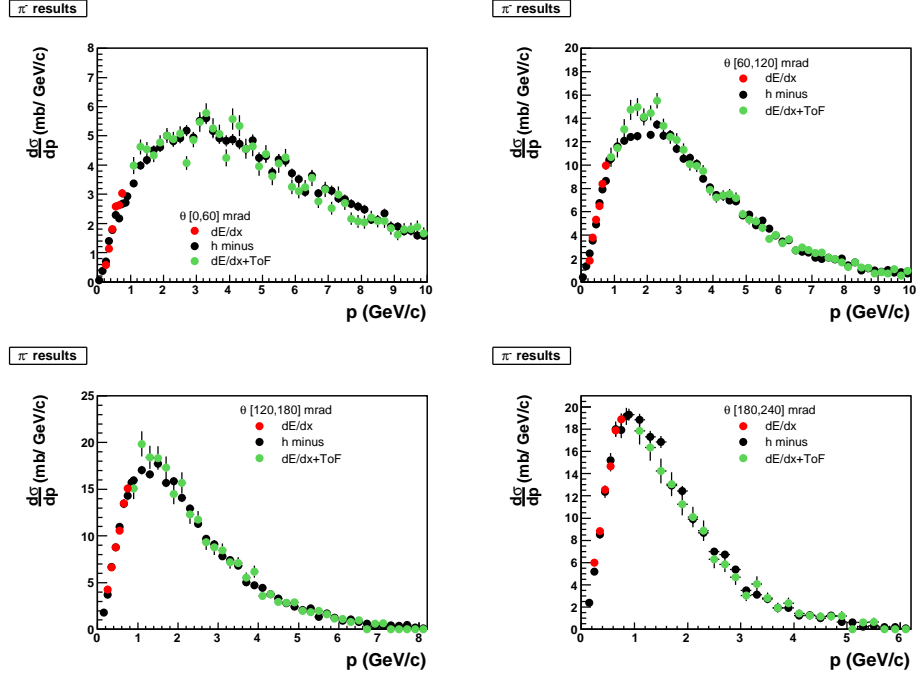 π⁻ results
dσ/dp (mb/ GeV/c)
8
7
6
5
4
3
2
1
0
θ [0,60] mrad
dE/dx
h minus
dE/dx+ToF
0 1 2 3 4 5 6 7 8 9 10
p (GeV/c)
π⁻ results
dσ/dp (mb/ GeV/c)
20
18
16
14
12
10
8
6
4
2
0
θ [60,120] mrad
dE/dx
h minus
dE/dx+ToF
0 1 2 3 4 5 6 7 8 9 10
p (GeV/c)
π⁻ results
dσ/dp (mb/ GeV/c)
25
20
15
10
5
0
θ [120,180] mrad
dE/dx
h minus
dE/dx+ToF
0 1 2 3 4 5 6 7 8
p (GeV/c)
π⁻ results
dσ/dp (mb/ GeV/c)
20
18
16
14
12
10
8
6
4
2
0
θ [180,240] mrad
dE/dx
h minus
dE/dx+ToF
0 1 2 3 4 5 6
p (GeV/c)